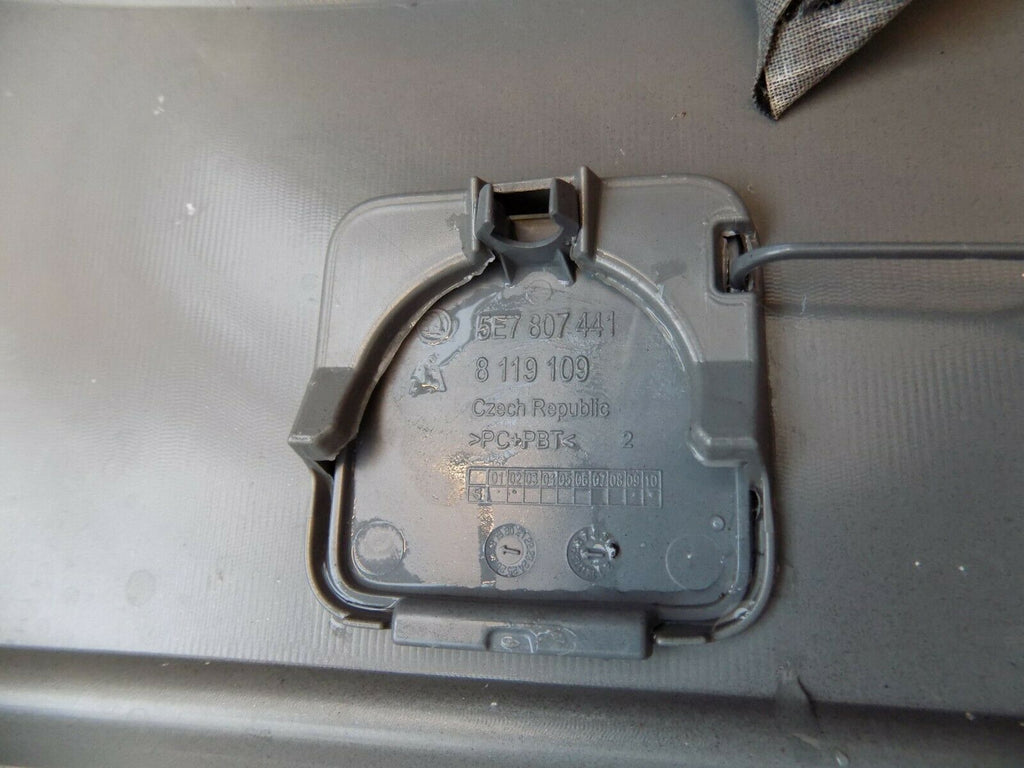 5E7 807 441
8 119 109
Czech Republic
>PC+PBT< 2
01 02 03 04 05 06 07 08 09 10